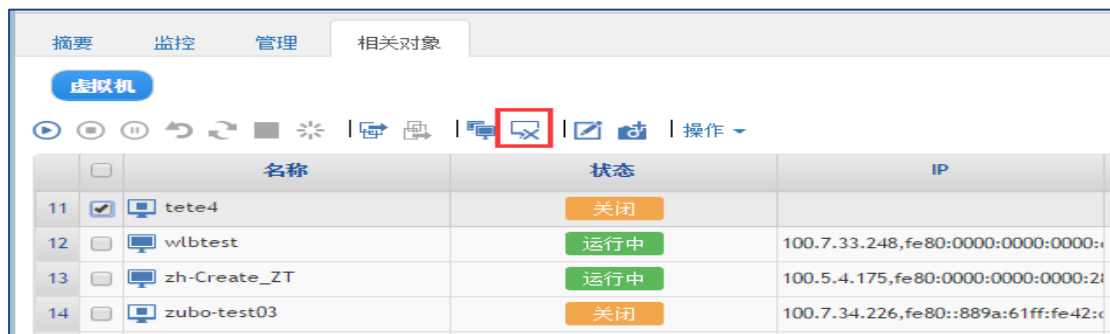 摘要 监控 管理 相关对象
虚拟机
操作
名称 状态 IP
11 tete4 关闭
12 wlbtest 运行中 100.7.33.248,fe80:0000:0000:0000:
13 zh-Create_ZT 运行中 100.5.4.175,fe80:0000:0000:0000:28
14 zubo-test03 关闭 100.7.34.226,fe80::889a:61ff:fe42: